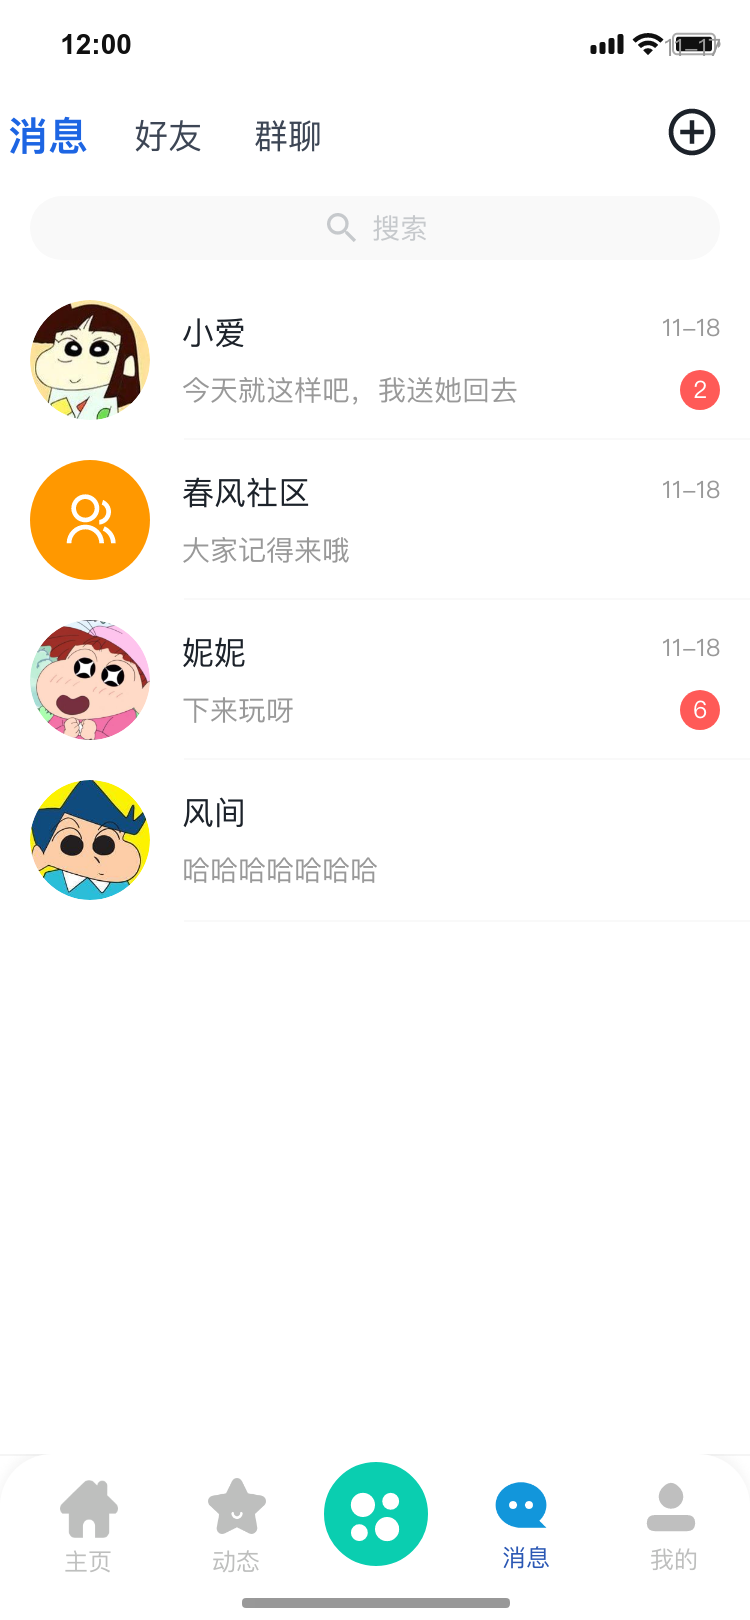 12:00
11-17
消息 好友 群聊
搜索
小爱 11-18
今天就这样吧，我送她回去 2
春风社区 11-18
大家记得来哦
妮妮 11-18
下来玩呀 6
风间
哈哈哈哈哈哈哈
主页 动态 消息 我的